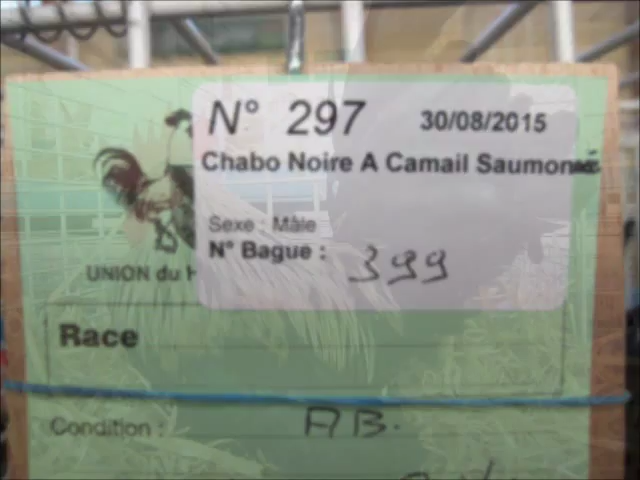 N° 297 30/08/2015
Chabo Noire A Camail Saumoné
Sexe : Mâle
N° Bague : 399
UNION du H
Race
Condition : AB.